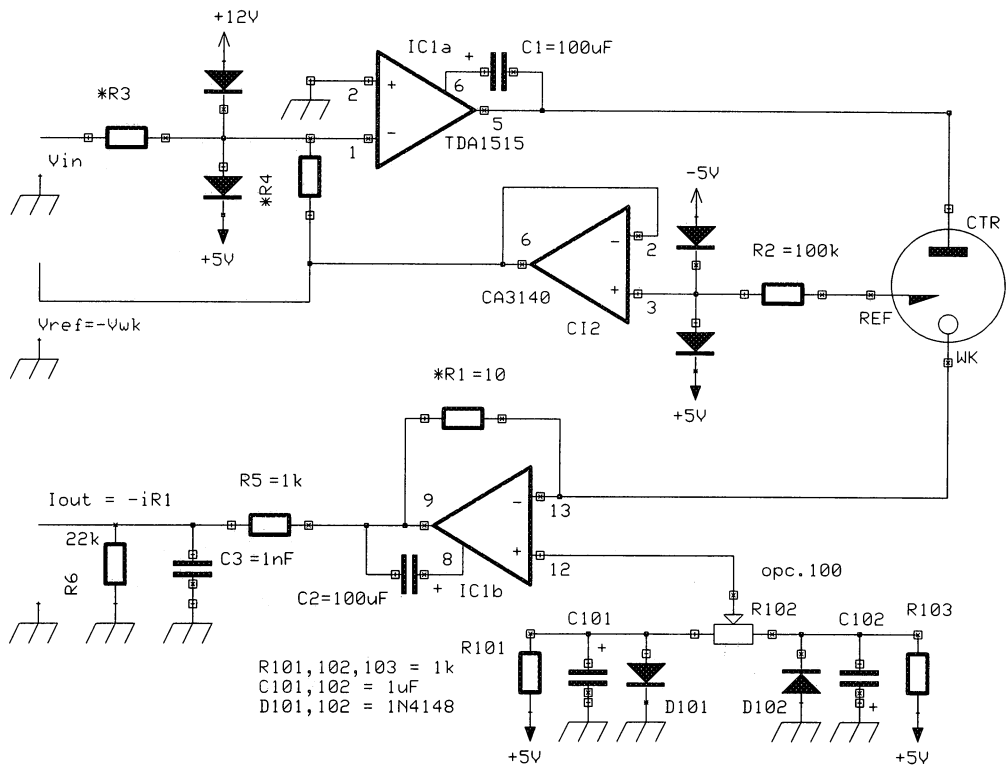 +12V
IC1a
+
C1=100uF
*R3
2
+
6
5
−
1
TDA1515
Vin
*R4
+5V
-5V
CTR
6
−
2
R2 =100k
+
3
CA3140
CI2
REF
WK
Vref=-Vwk
+5V
*R1 =10
Iout = -iR1
R5 =1k
9
−
13
22k
C3 =1nF
8
+
12
R6
C2=100uF
+
IC1b
opc.100
R101
C101
+
R102
C102
R103
R101,102,103 = 1k
C101,102 = 1uF
D101,102 = 1N4148
D101
D102
+
+5V
+5V